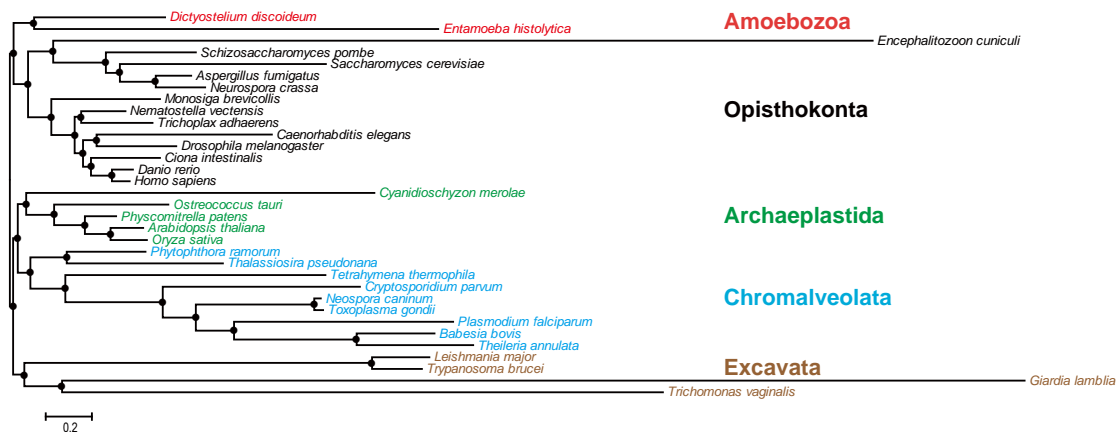 Dictyostelium discoideum
Amoebozoa
Entamoeba histolytica
Encephalitozoon cuniculi
Schizosaccharomyces pombe
Saccharomyces cerevisiae
Aspergillus fumigatus
Neurospora crassa
Monosiga brevicollis
Opisthokonta
Nematostella vectensis
Trichoplax adhaerens
Caenorhabditis elegans
Drosophila melanogaster
Ciona intestinalis
Danio rerio
Homo sapiens
Cyanidioschyzon merolae
Ostreococcus tauri
Archaeplastida
Physcomitrella patens
Arabidopsis thaliana
Oryza sativa
Phytophthora ramorum
Thalassiosira pseudonana
Tetrahymena thermophila
Cryptosporidium parvum
Neospora caninum
Chromalveolata
Toxoplasma gondii
Plasmodium falciparum
Babesia bovis
Theileria annulata
Leishmania major
Excavata
Trypanosoma brucei
Giardia lamblia
Trichomonas vaginalis
0.2